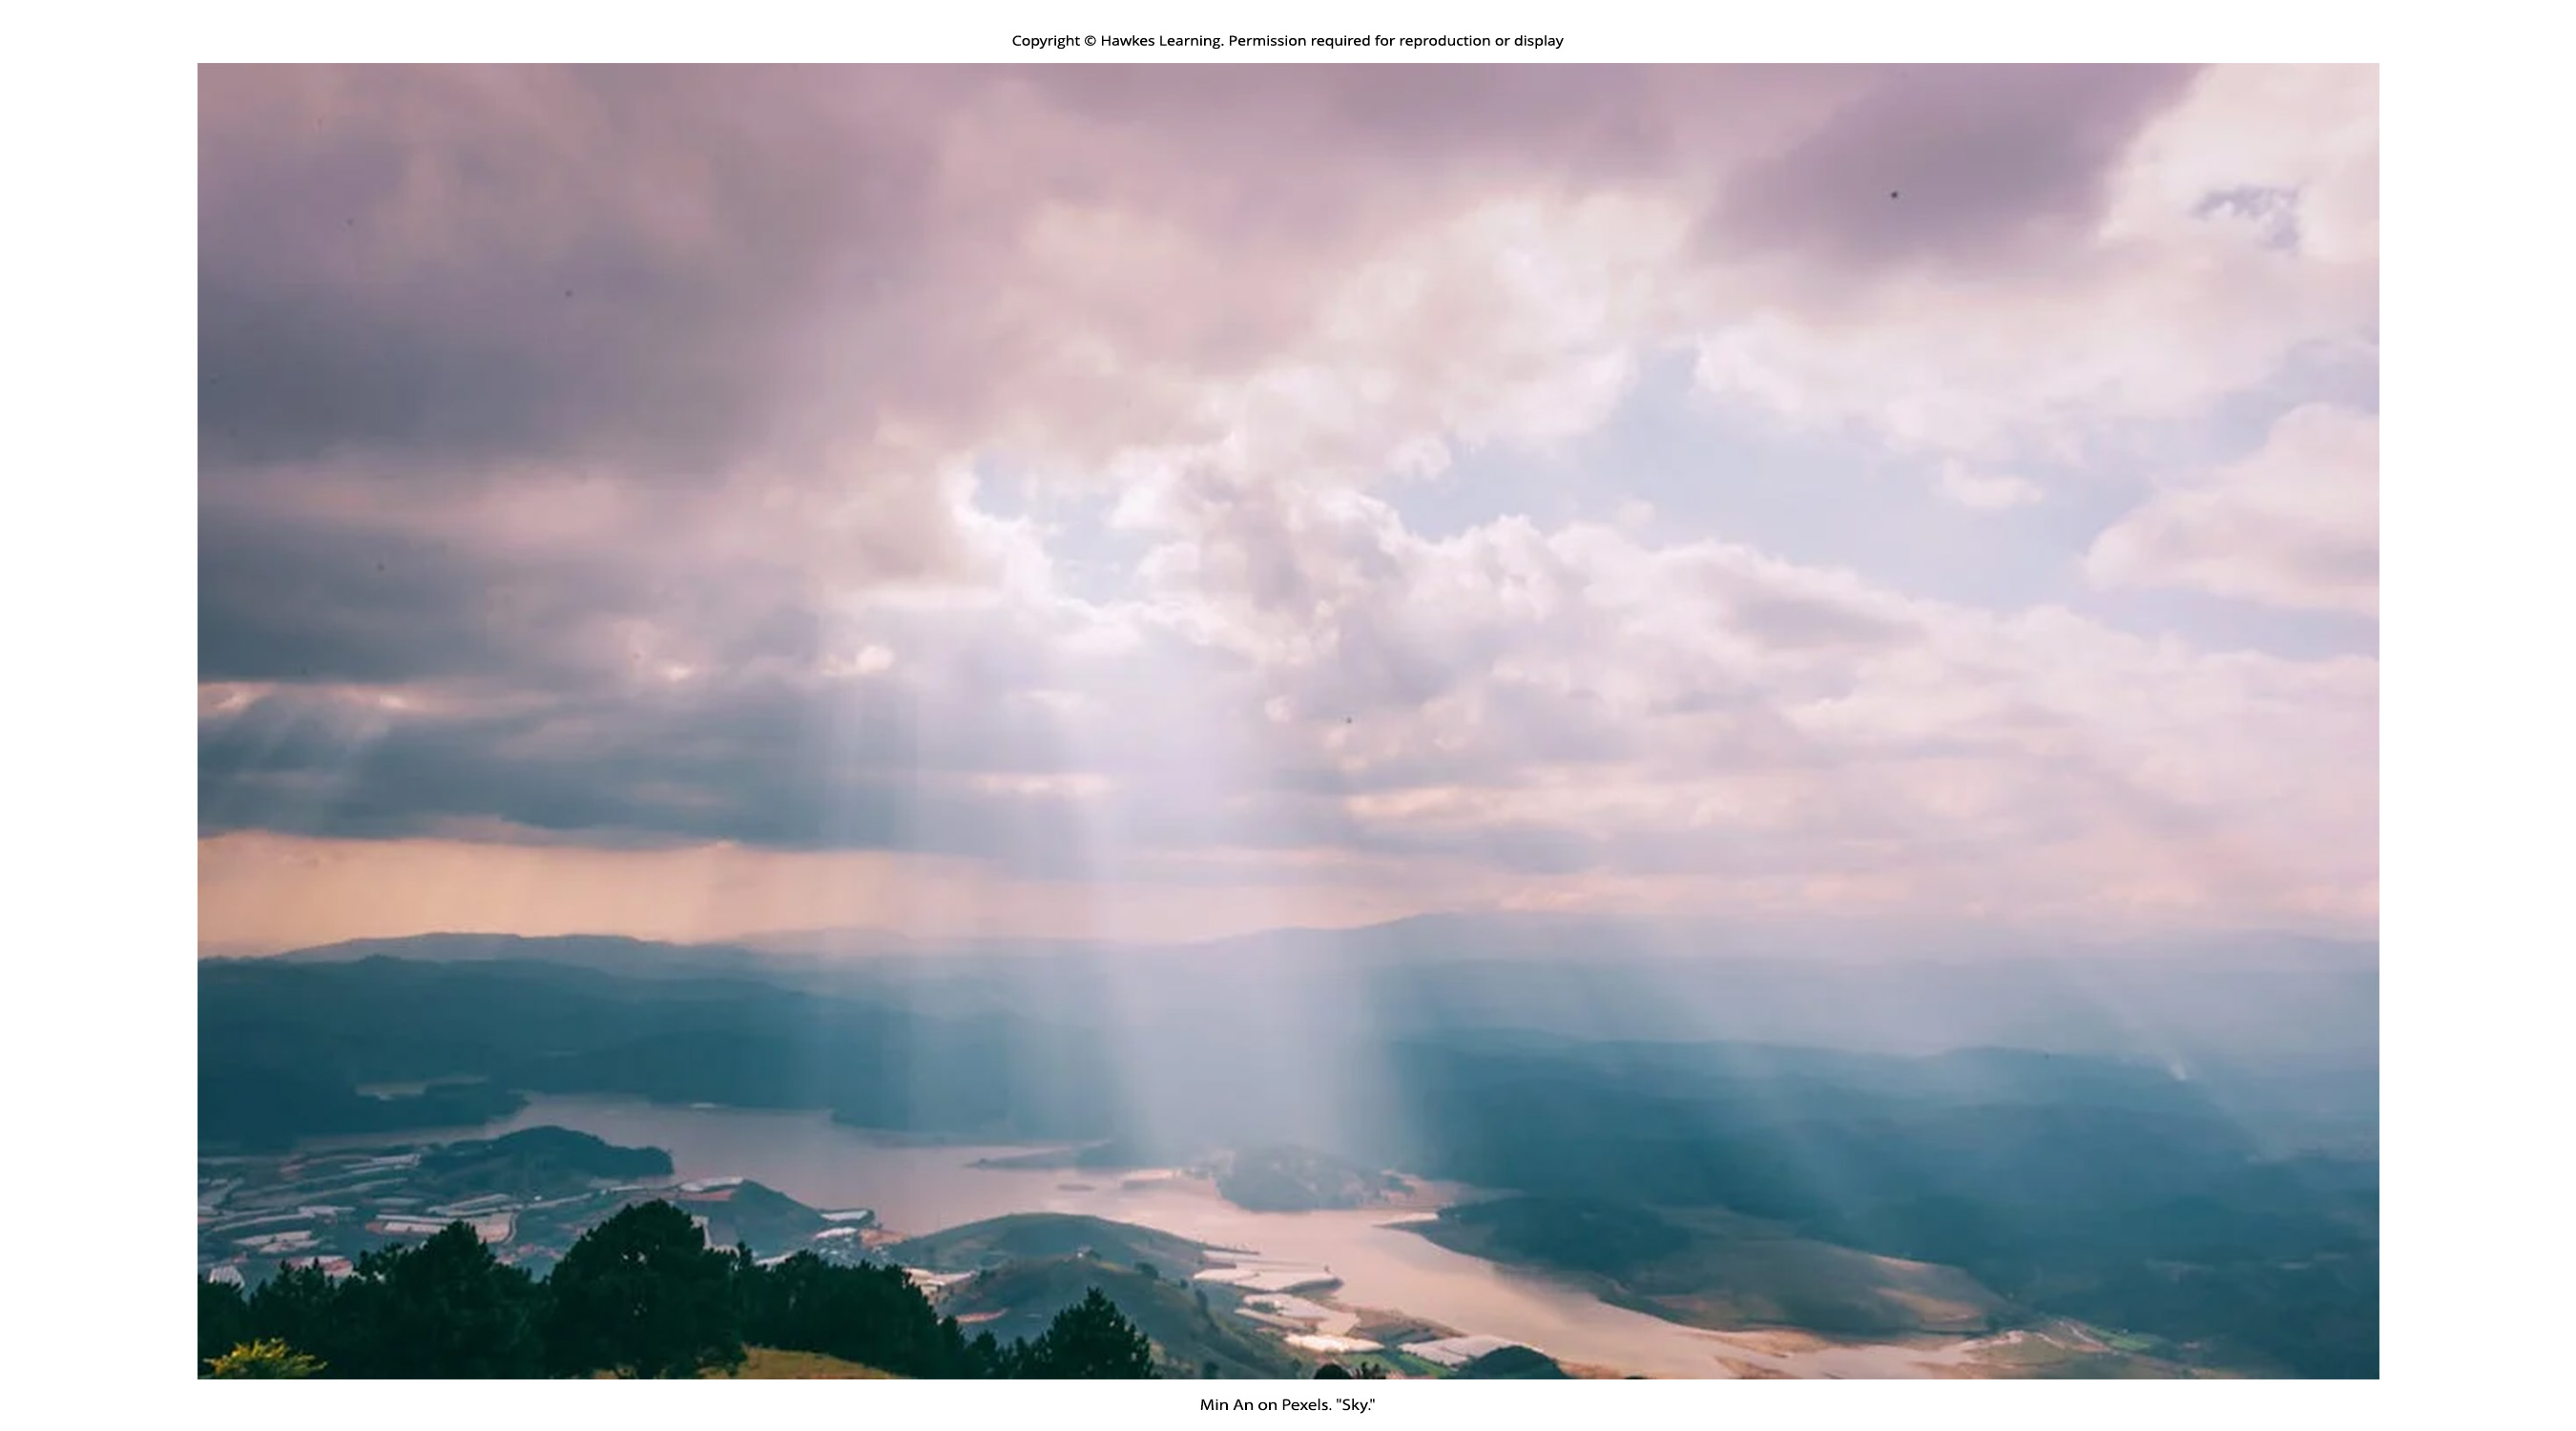 Copyright © Hawkes Learning. Permission required for reproduction or display
Min An on Pexels. "Sky."